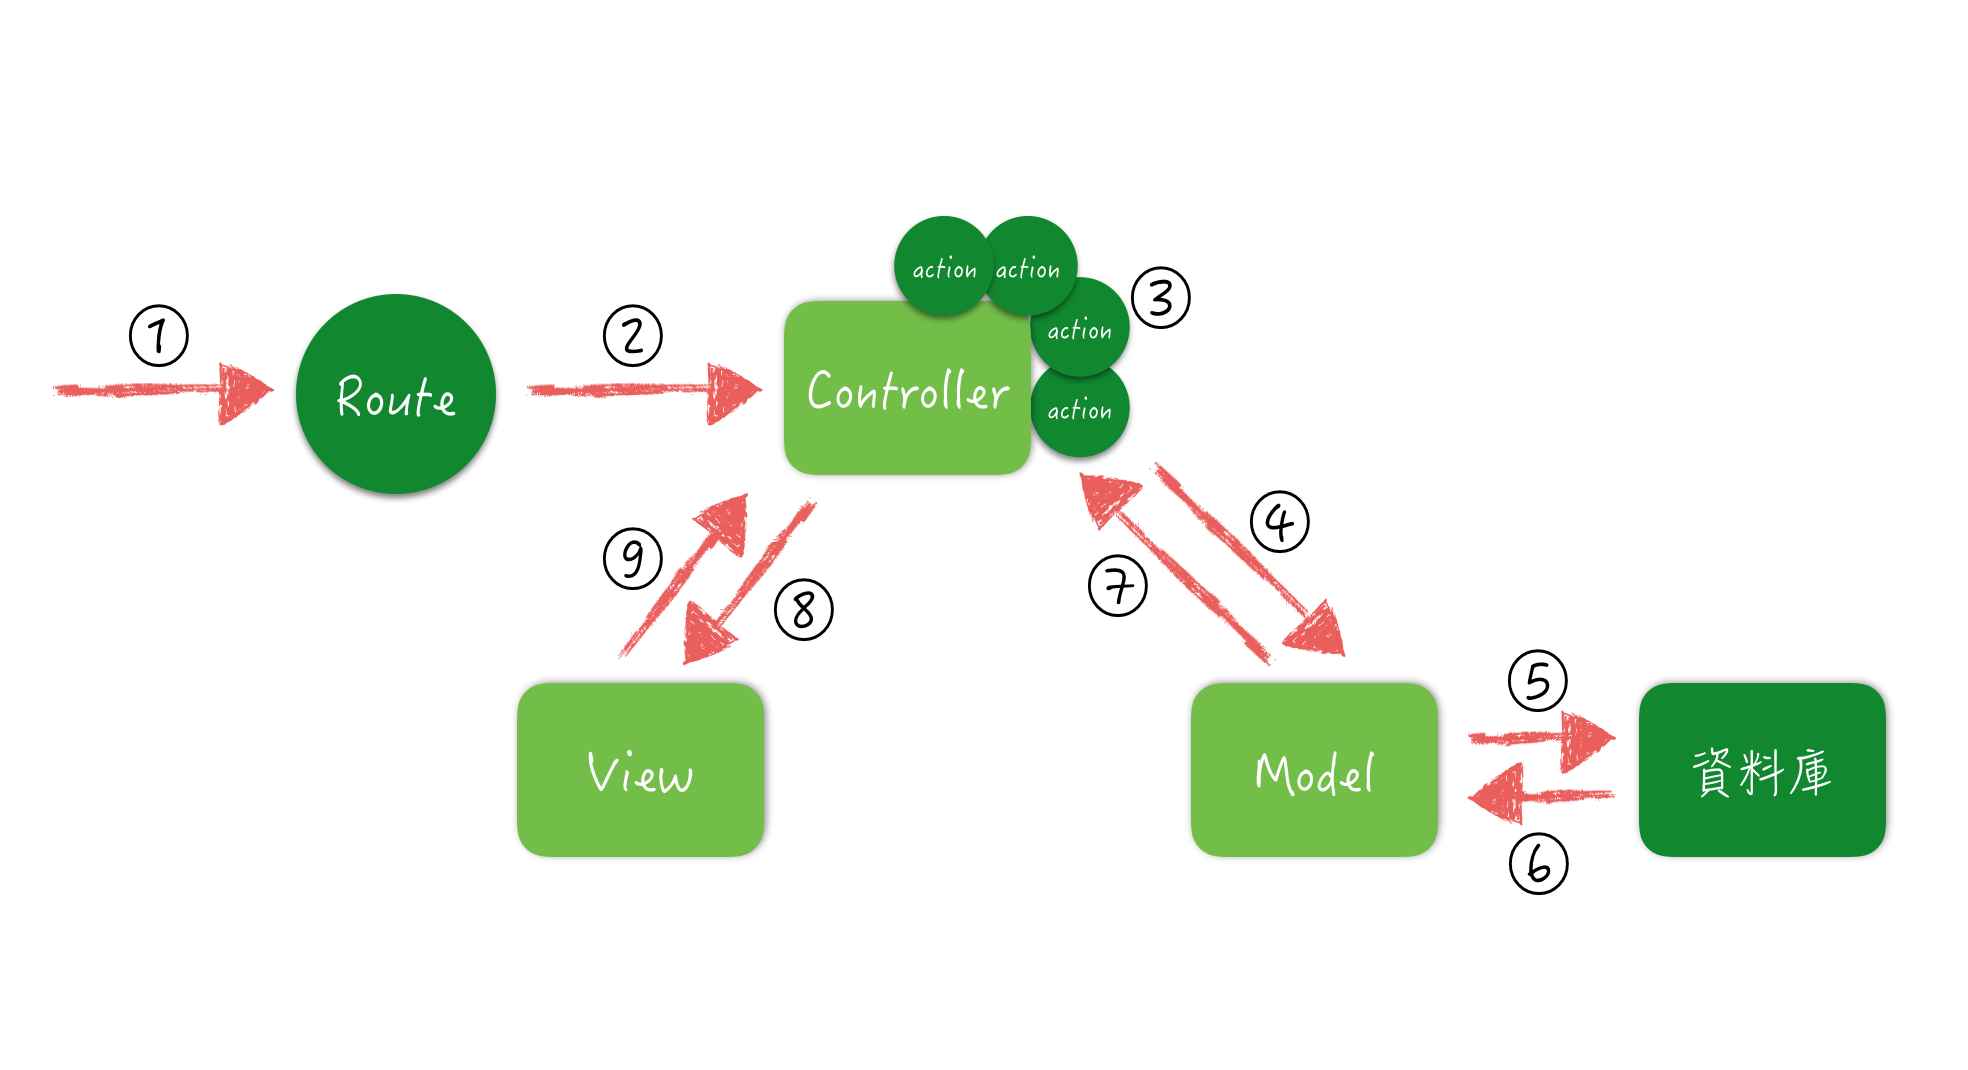 action
action
③
①
②
action
Route
Controller
action
④
⑨
⑦
⑧
⑤
View
Model
資料庫
⑥